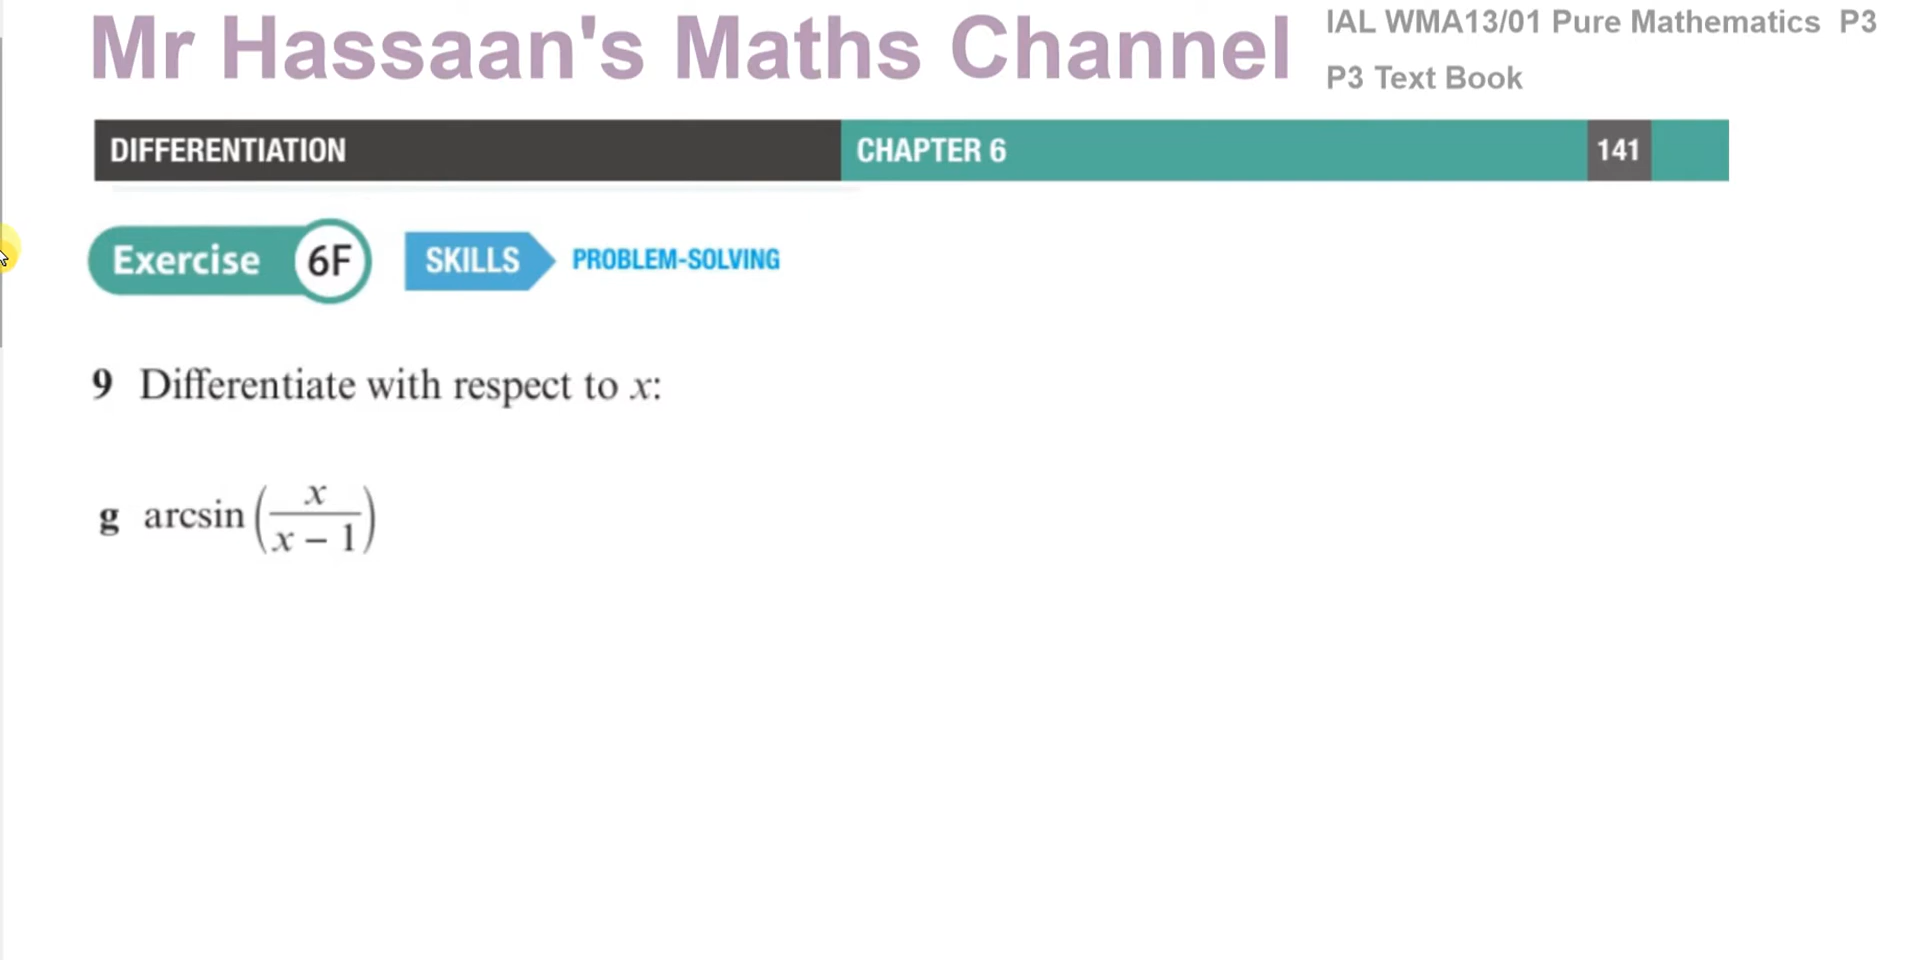 Mr Hassaan's Maths Channel
IAL WMA13/01 Pure Mathematics P3
P3 Text Book
DIFFERENTIATION CHAPTER 6 141
Exercise 6F SKILLS PROBLEM-SOLVING
9 Differentiate with respect to x:
g arcsin (x / x − 1)